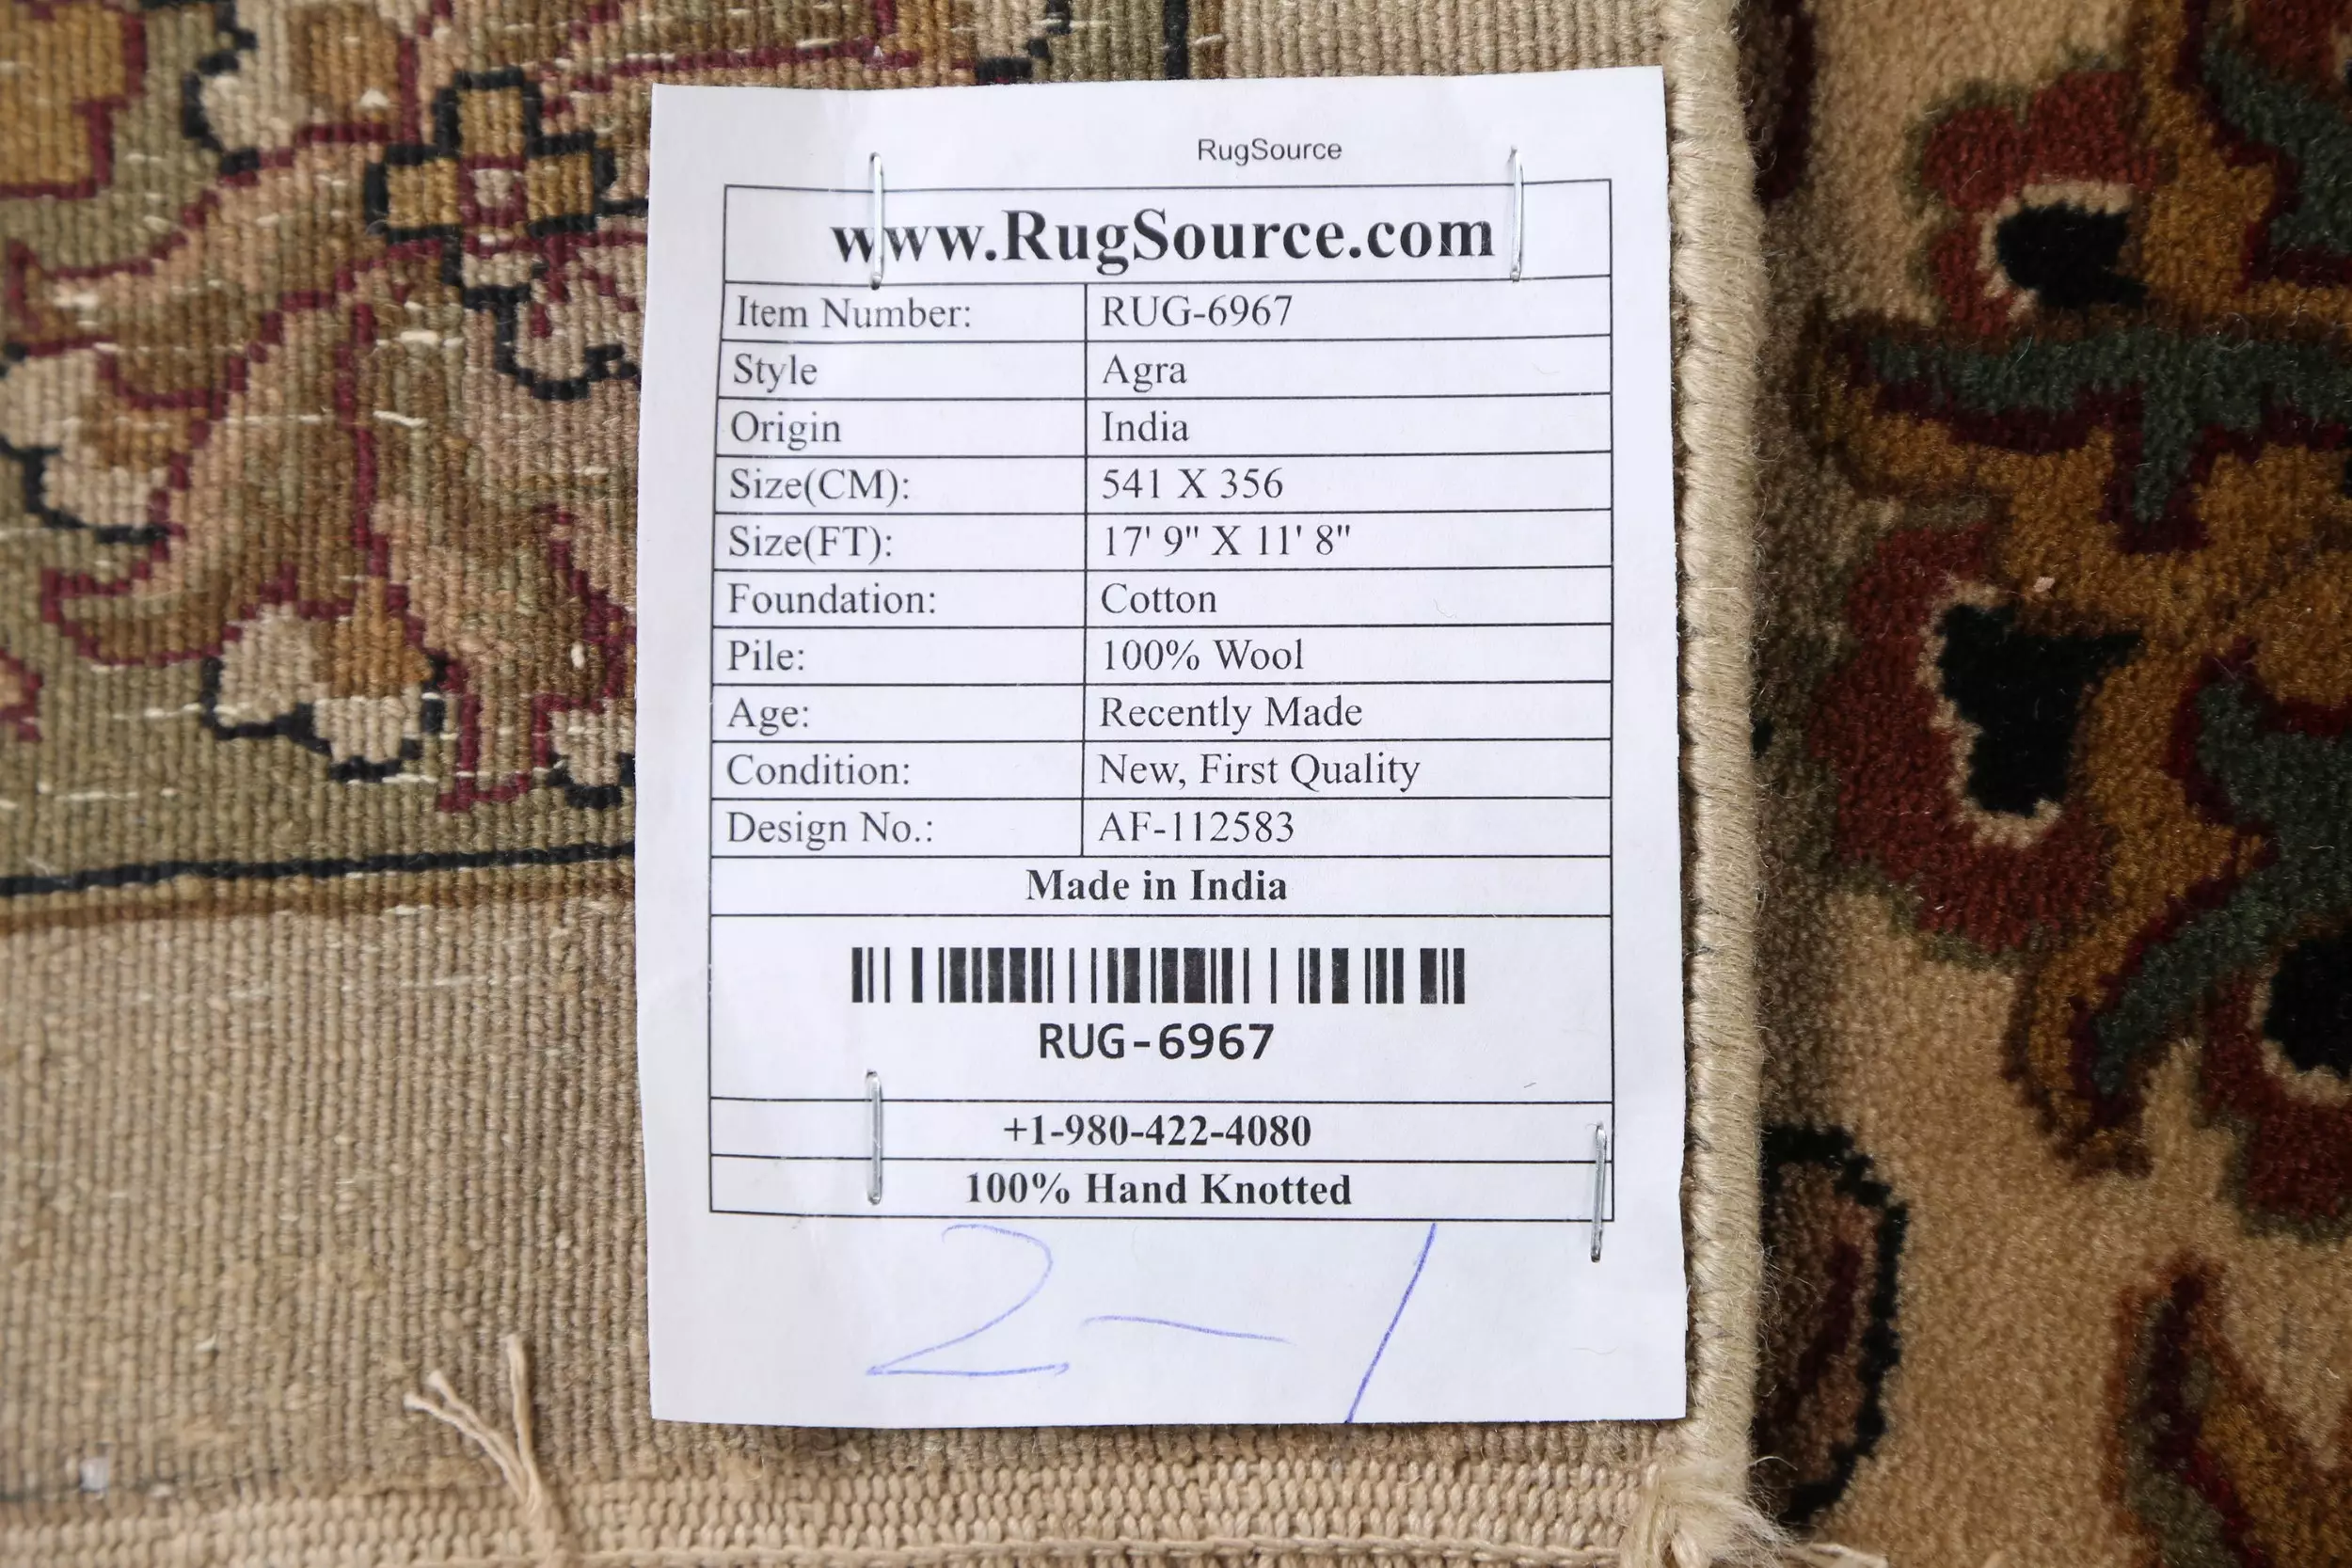 RugSource
www.RugSource.com
Item Number: RUG-6967
Style Agra
Origin India
Size(CM): 541 X 356
Size(FT): 17' 9" X 11' 8"
Foundation: Cotton
Pile: 100% Wool
Age: Recently Made
Condition: New, First Quality
Design No.: AF-112583
Made in India
RUG-6967
+1-980-422-4080
100% Hand Knotted
2-1